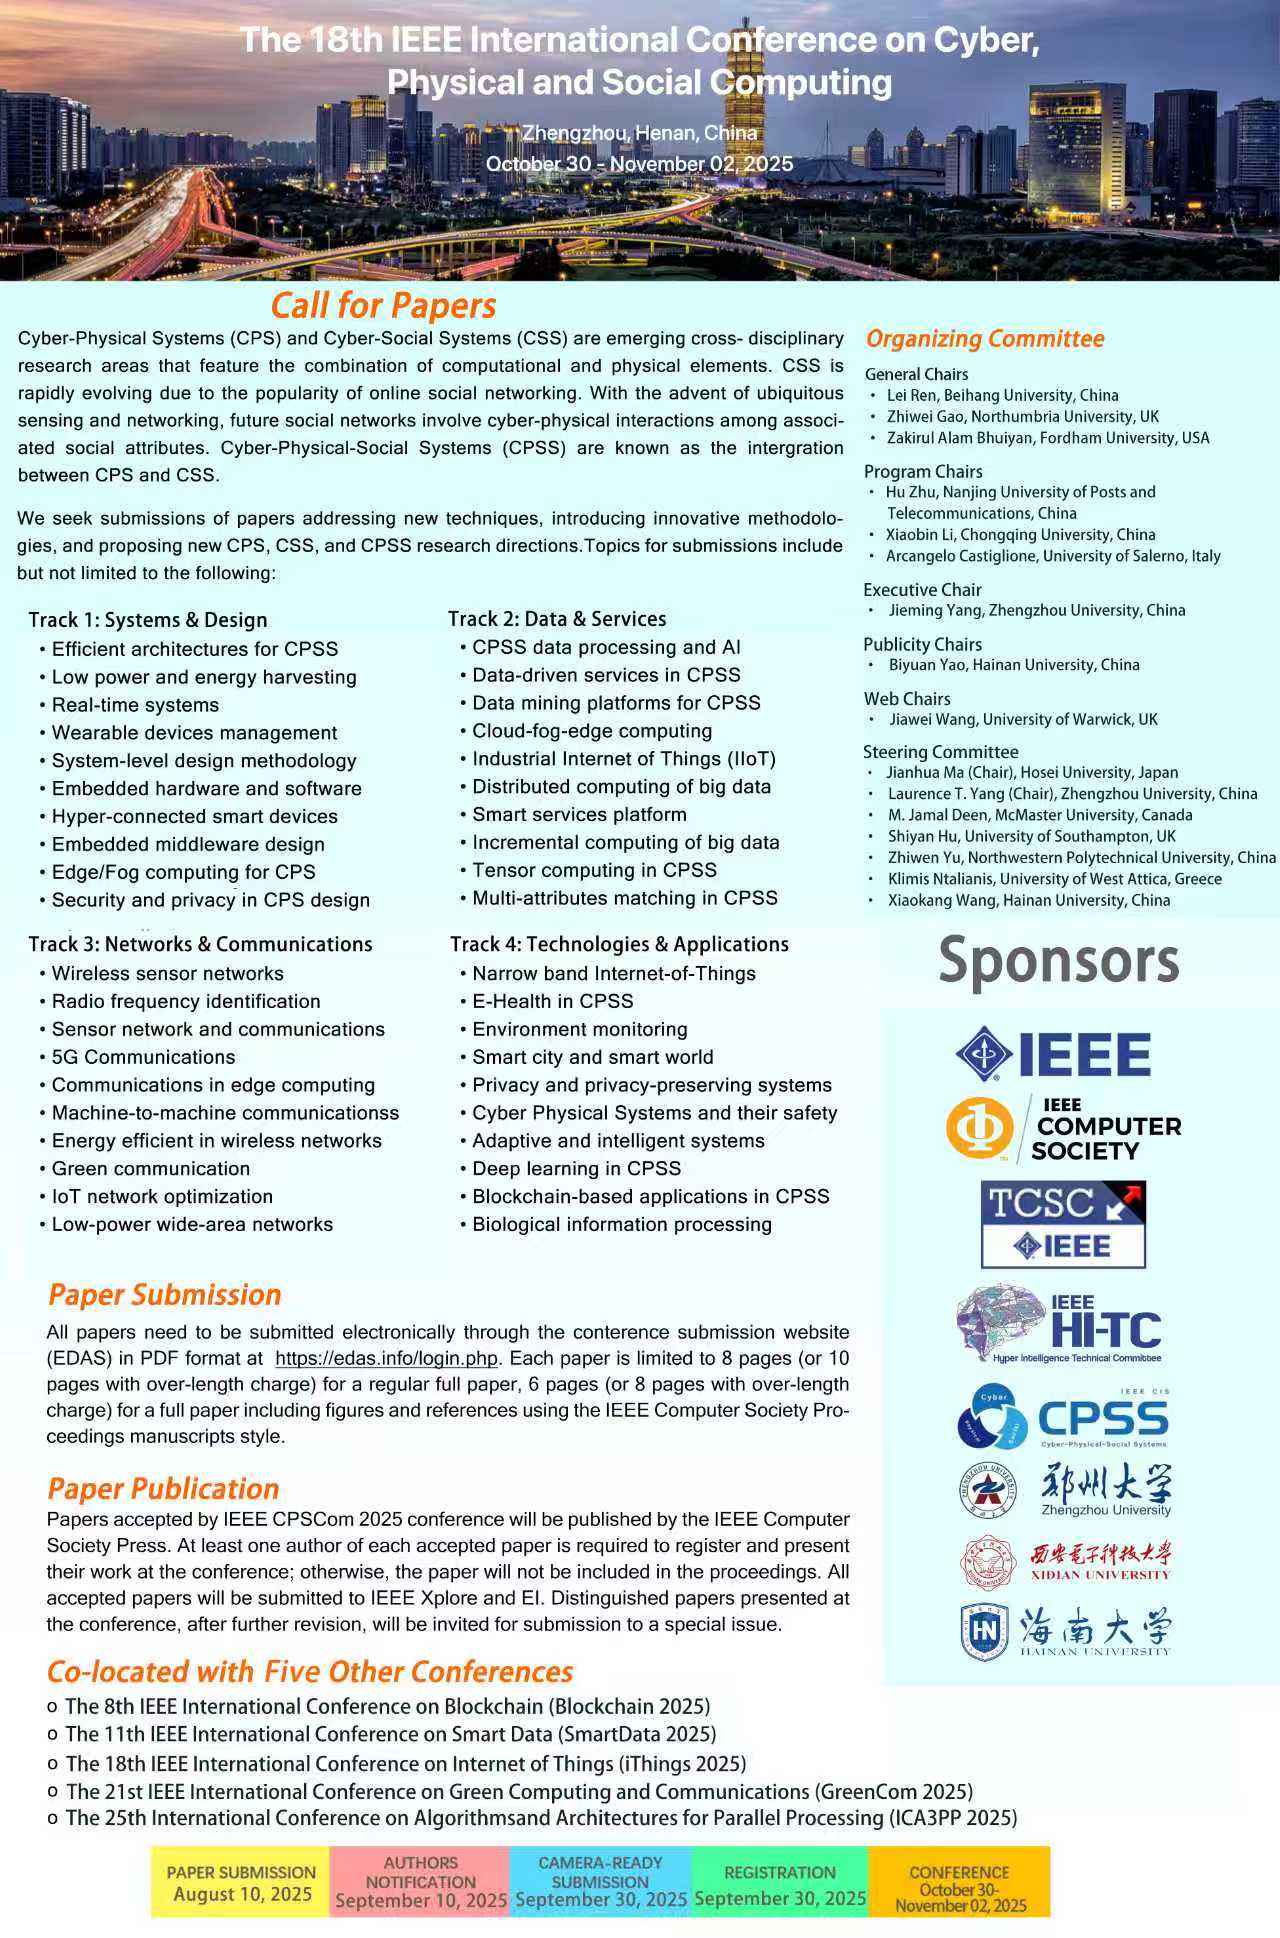 The 18th IEEE International Conference on Cyber,
Physical and Social Computing
Zhengzhou, Henan, China
October 30 - November 02, 2025
Call for Papers
Cyber-Physical Systems (CPS) and Cyber-Social Systems (CSS) are emerging cross- disciplinary
research areas that feature the combination of computational and physical elements. CSS is
rapidly evolving due to the popularity of online social networking. With the advent of ubiquitous
sensing and networking, future social networks involve cyber-physical interactions among associ-
ated social attributes. Cyber-Physical-Social Systems (CPSS) are known as the intergration
between CPS and CSS.
We seek submissions of papers addressing new techniques, introducing innovative methodolo-
gies, and proposing new CPS, CSS, and CPSS research directions.Topics for submissions include
but not limited to the following:
Track 1: Systems & Design
• Efficient architectures for CPSS
• Low power and energy harvesting
• Real-time systems
• Wearable devices management
• System-level design methodology
• Embedded hardware and software
• Hyper-connected smart devices
• Embedded middleware design
• Edge/Fog computing for CPS
• Security and privacy in CPS design
Track 2: Data & Services
• CPSS data processing and AI
• Data-driven services in CPSS
• Data mining platforms for CPSS
• Cloud-fog-edge computing
• Industrial Internet of Things (IIoT)
• Distributed computing of big data
• Smart services platform
• Incremental computing of big data
• Tensor computing in CPSS
• Multi-attributes matching in CPSS
Track 3: Networks & Communications
• Wireless sensor networks
• Radio frequency identification
• Sensor network and communications
• 5G Communications
• Communications in edge computing
• Machine-to-machine communicationss
• Energy efficient in wireless networks
• Green communication
• IoT network optimization
• Low-power wide-area networks
Track 4: Technologies & Applications
• Narrow band Internet-of-Things
• E-Health in CPSS
• Environment monitoring
• Smart city and smart world
• Privacy and privacy-preserving systems
• Cyber Physical Systems and their safety
• Adaptive and intelligent systems
• Deep learning in CPSS
• Blockchain-based applications in CPSS
• Biological information processing
Paper Submission
All papers need to be submitted electronically through the conterence submission website
(EDAS) in PDF format at https://edas.info/login.php. Each paper is limited to 8 pages (or 10
pages with over-length charge) for a regular full paper, 6 pages (or 8 pages with over-length
charge) for a full paper including figures and references using the IEEE Computer Society Pro-
ceedings manuscripts style.
Paper Publication
Papers accepted by IEEE CPSCom 2025 conference will be published by the IEEE Computer
Society Press. At least one author of each accepted paper is required to register and present
their work at the conference; otherwise, the paper will not be included in the proceedings. All
accepted papers will be submitted to IEEE Xplore and EI. Distinguished papers presented at
the conference, after further revision, will be invited for submission to a special issue.
Co-located with Five Other Conferences
o The 8th IEEE International Conference on Blockchain (Blockchain 2025)
o The 11th IEEE International Conference on Smart Data (SmartData 2025)
o The 18th IEEE International Conference on Internet of Things (iThings 2025)
o The 21st IEEE International Conference on Green Computing and Communications (GreenCom 2025)
o The 25th International Conference on Algorithmsand Architectures for Parallel Processing (ICA3PP 2025)
Organizing Committee
General Chairs
• Lei Ren, Beihang University, China
• Zhiwei Gao, Northumbria University, UK
• Zakirul Alam Bhuiyan, Fordham University, USA
Program Chairs
• Hu Zhu, Nanjing University of Posts and
Telecommunications, China
• Xiaobin Li, Chongqing University, China
• Arcangelo Castiglione, University of Salerno, Italy
Executive Chair
• Jieming Yang, Zhengzhou University, China
Publicity Chairs
• Biyuan Yao, Hainan University, China
Web Chairs
• Jiawei Wang, University of Warwick, UK
Steering Committee
• Jianhua Ma (Chair), Hosei University, Japan
• Laurence T. Yang (Chair), Zhengzhou University, China
• M. Jamal Deen, McMaster University, Canada
• Shiyan Hu, University of Southampton, UK
• Zhiwen Yu, Northwestern Polytechnical University, China
• Klimis Ntalianis, University of West Attica, Greece
• Xiaokang Wang, Hainan University, China
Sponsors
IEEE
IEEE
COMPUTER
SOCIETY
TCSC
IEEE
IEEE
HI-TC
Hyper Intelligence Technical Committee
IEEE CIS
Cyber
Social
CPSS
Cyber-Physical-Social Systems
ZHENGZHOU UNIVERSITY
郑州大学
Zhengzhou University
西安电子科技大学
XIDIAN UNIVERSITY
HN
海南大学
HAINAN UNIVERSITY
PAPER SUBMISSION
August 10, 2025
AUTHORS
NOTIFICATION
September 10, 2025
CAMERA-READY
SUBMISSION
September 30, 2025
REGISTRATION
September 30, 2025
CONFERENCE
October 30-
November 02, 2025